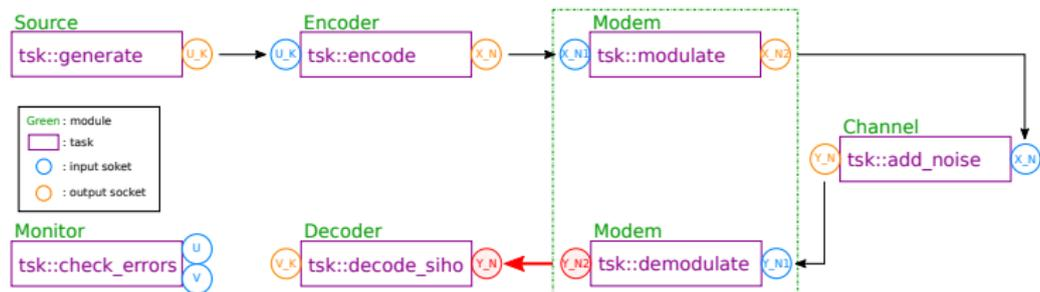 Source
Encoder
Modem
tsk::generate
U_K
U_K
tsk::encode
X_N
X_N1
tsk::modulate
X_N2
Green : module
: task
: input soket
: output socket
Channel
Y_N
tsk::add_noise
X_N
Monitor
Decoder
Modem
tsk::check_errors
U
V
V_K
tsk::decode_siho
Y_N
Y_N2
tsk::demodulate
Y_N1